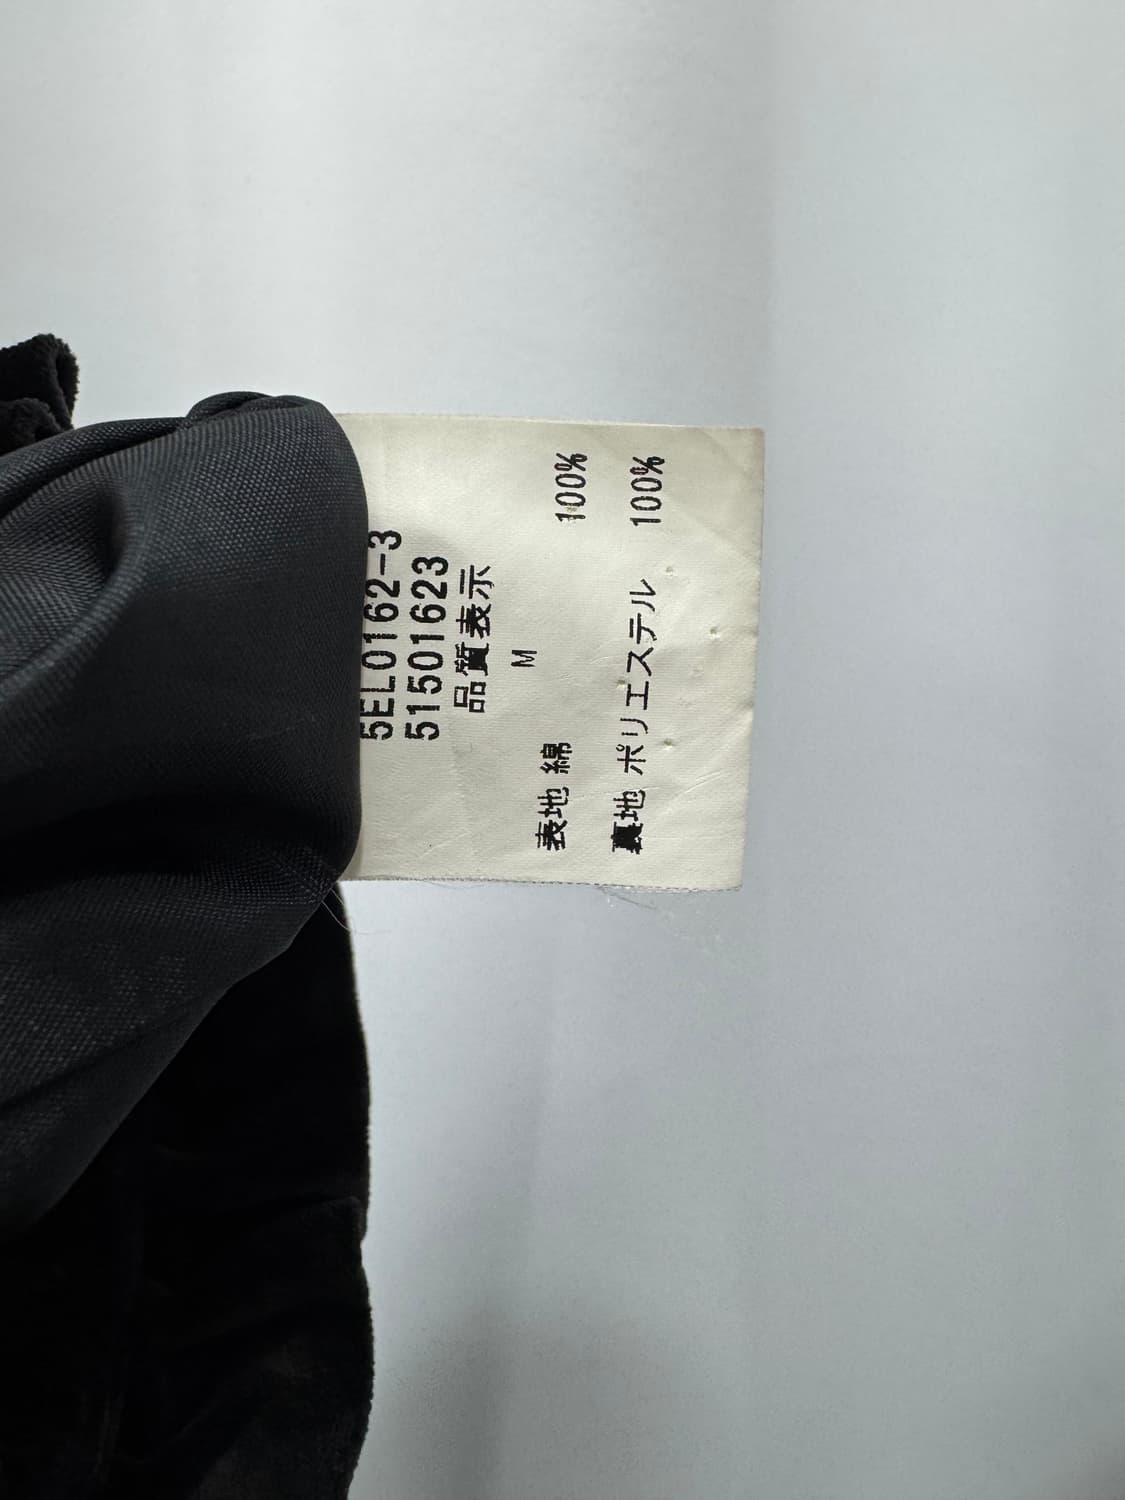 5EL0162-3
51501623
品質表示
M
表地 綿 100%
裏地 ポリエステル 100%